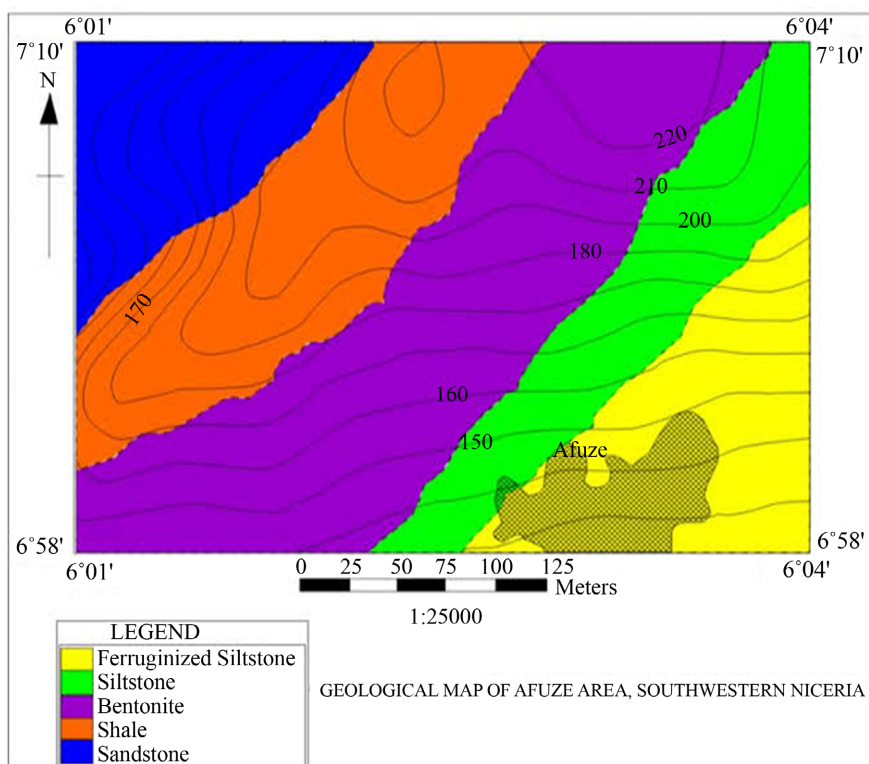 6°01' 6°04'
7°10' 7°10'
N
220
210
200
180
170
160
150
Afuze
6°58' 6°58'
6°01' 6°04'
0 25 50 75 100 125
Meters
1:25000
LEGEND
Ferruginized Siltstone
Siltstone
Bentonite
Shale
Sandstone
GEOLOGICAL MAP OF AFUZE AREA, SOUTHWESTERN NICERIA